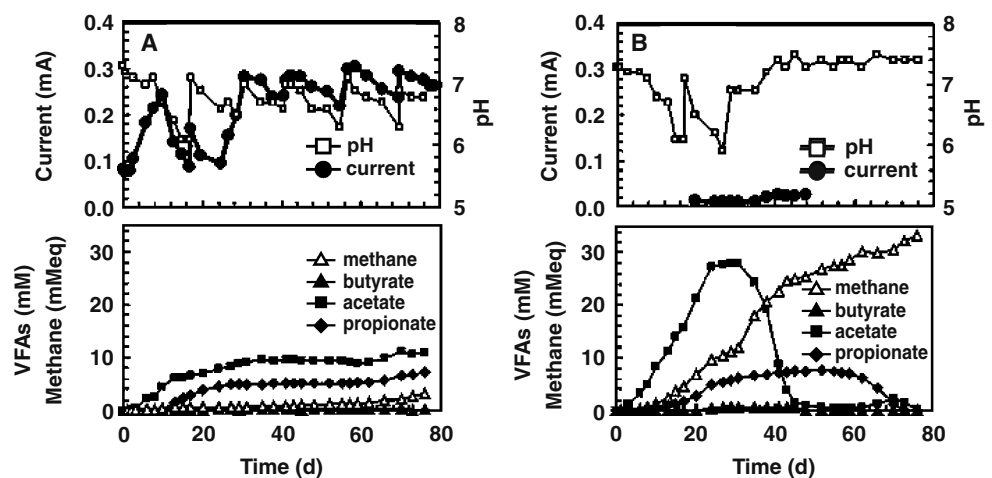 A
Current (mA)
0.4
0.3
0.2
0.1
0.0
8
7
6
5
pH
pH
current
B
Current (mA)
0.4
0.3
0.2
0.1
0.0
8
7
6
5
pH
pH
current
VFAs (mM)
Methane (mMeq)
30
20
10
0
methane
butyrate
acetate
propionate
0 20 40 60 80
Time (d)
VFAs (mM)
Methane (mMeq)
30
20
10
0
methane
butyrate
acetate
propionate
0 20 40 60 80
Time (d)